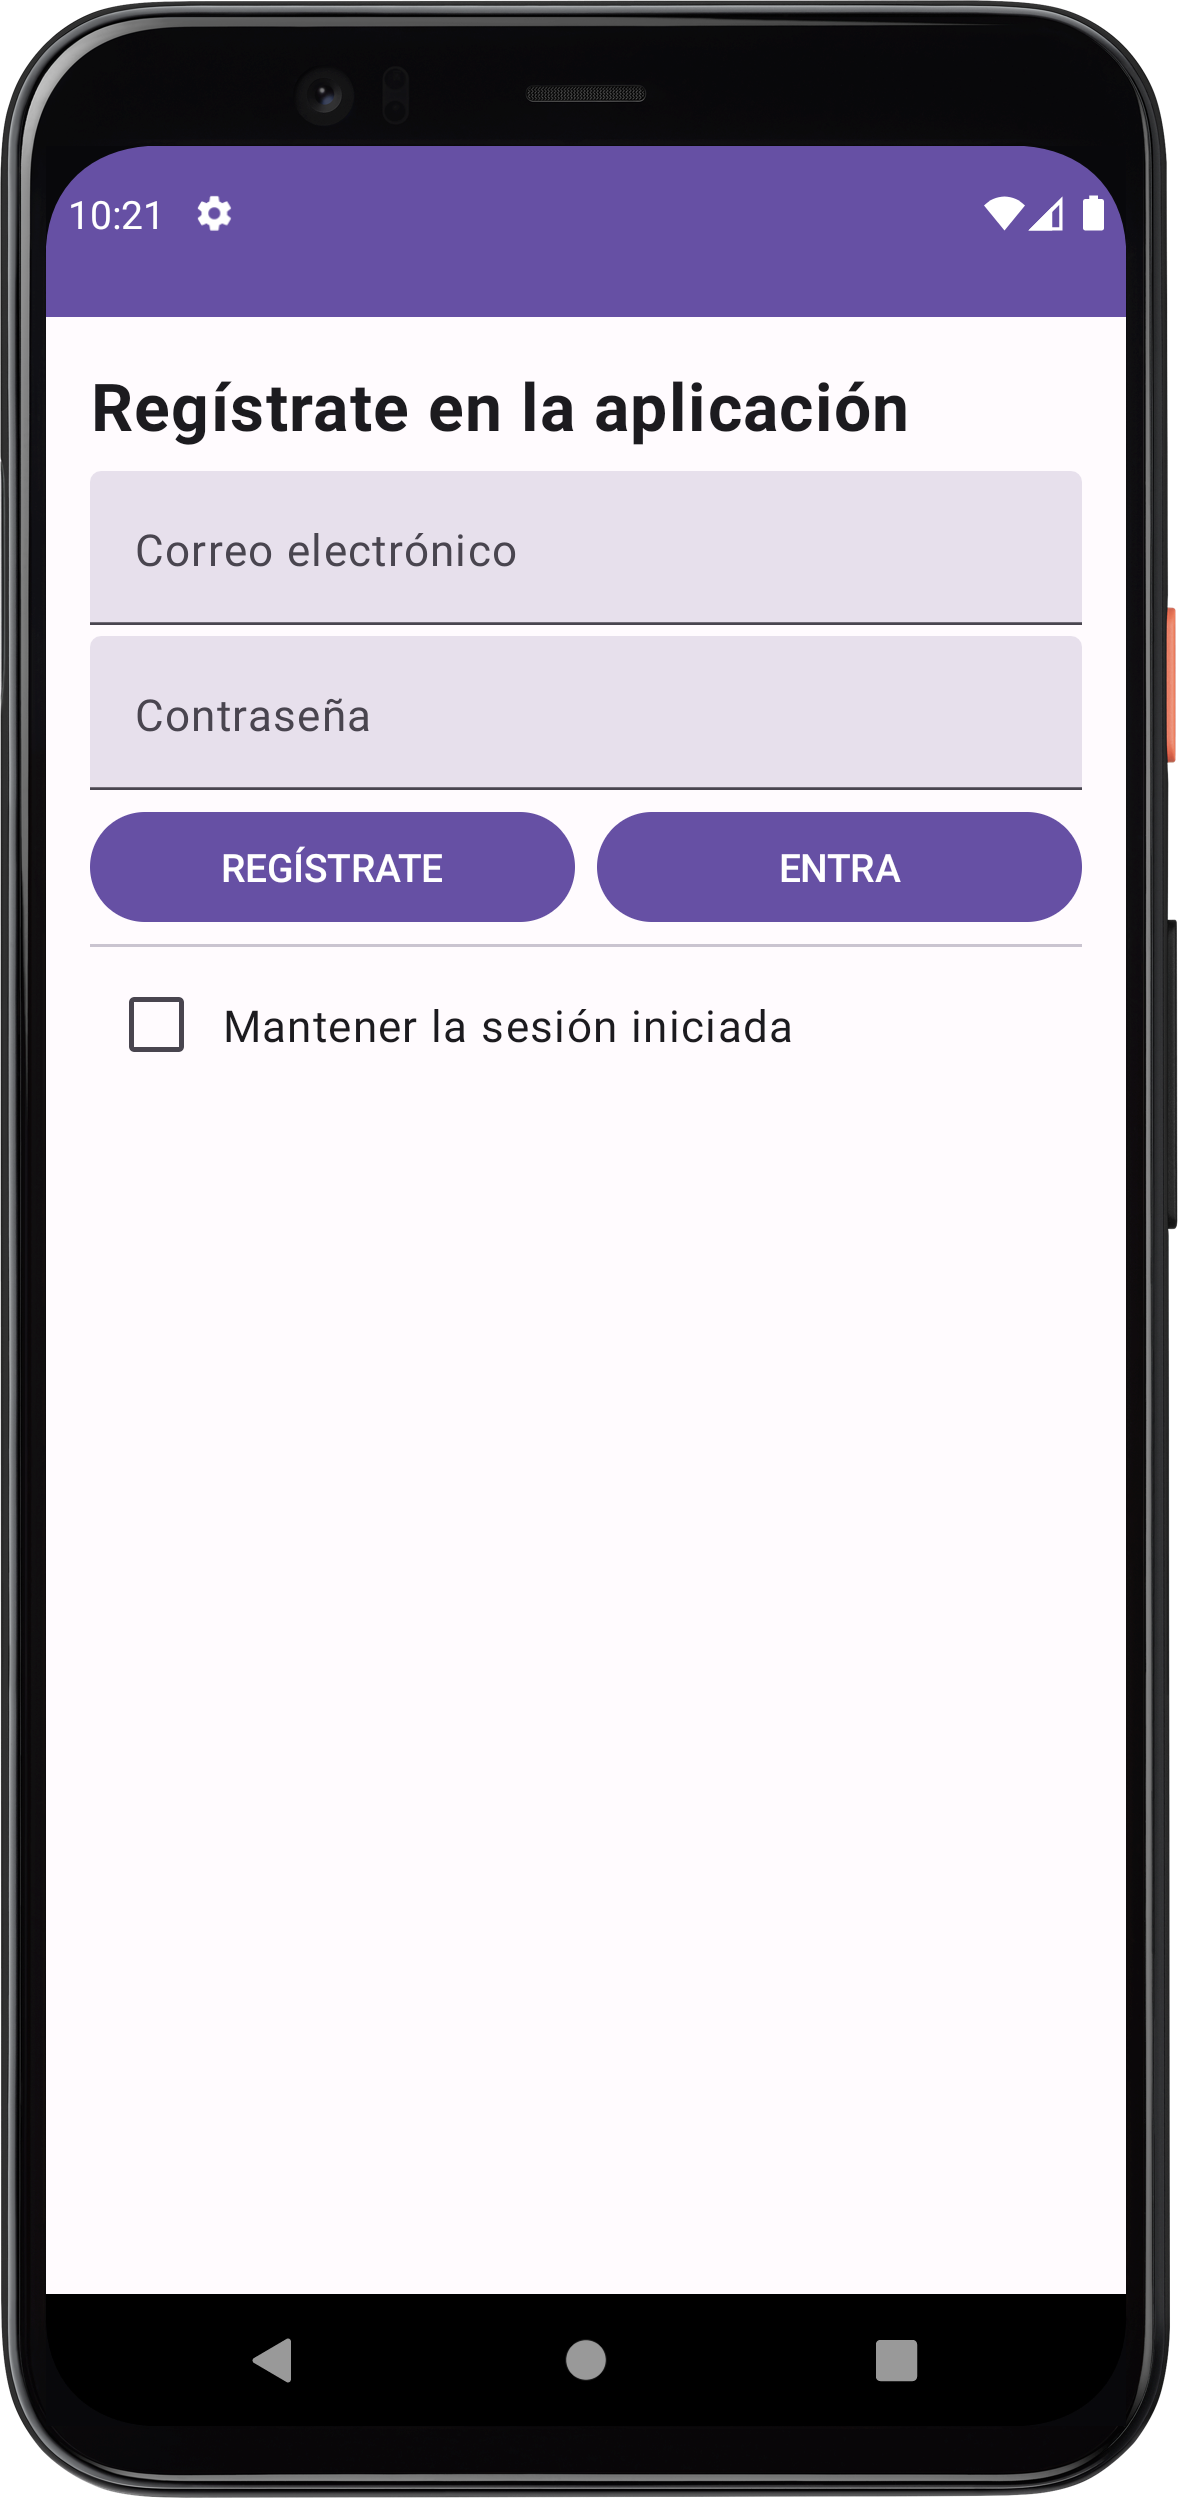 10:21
Regístrate en la aplicación
Correo electrónico
Contraseña
REGÍSTRATE
ENTRA
Mantener la sesión iniciada